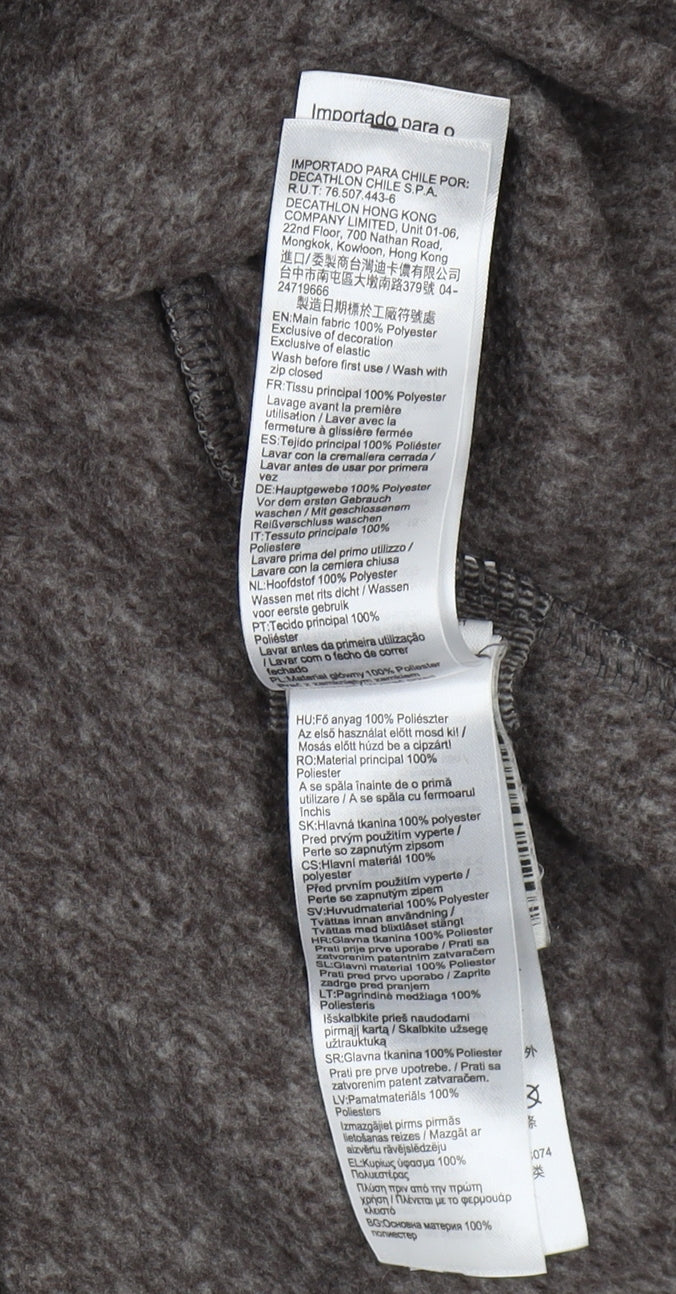 Importado para o
IMPORTADO PARA CHILE POR:
DECATHLON CHILE S.P.A.
R.U.T: 76.507.443-6
DECATHLON HONG KONG
COMPANY LIMITED, Unit 01-06,
22nd Floor, 700 Nathan Road,
Mongkok, Kowloon, Hong Kong
進口/委製商台灣迪卡儂有限公司
台中市南屯區大墩南路379號 04-
24719666
製造日期標於工廠符號處
EN:Main fabric 100% Polyester
Exclusive of decoration
Exclusive of elastic
Wash before first use / Wash with
zip closed
FR:Tissu principal 100% Polyester
Lavage avant la première
utilisation / Laver avec la
fermeture à glissière fermée
ES:Tejido principal 100% Poliéster
Lavar con la cremaliera cerrada /
Lavar antes de usar por primera
vez
DE:Hauptgewebe 100% Polyester
Vor dem ersten Gebrauch
waschen / Mit geschlossenem
Reißverschluss waschen
IT:Tessuto principale 100%
Poliestere
Lavare prima del primo utilizzo /
Lavare con la cerniera chiusa
NL:Hoofdstof 100% Polyester
Wassen met rits dicht / Wassen
voor eerste gebruik
PT:Tecido principal 100%
Poliéster
Lavar antes da primeira utilização
/ Lavar com o fecho de correr
fechado
PL:Materiał główny 100% Polyester
HU:Fő anyag 100% Poliészter
Az első használat előtt mosd ki! /
Mosás előtt húzd be a cipzárt!
RO:Material principal 100%
Poliester
A se spăla înainte de o primă
utilizare / A se spăla cu fermoarul
închis
SK:Hlavná tkanina 100% polyester
Pred prvým použitím vyperte /
Perte so zapnutým zipsom
CS:Hlavní materiál 100%
polyester
Před prvním použitím vyperte /
Perte se zapnutým zipem
SV:Huvudmaterial 100% Polyester
Tvättas innan användning /
Tvättas med blixtlåset stängt
HR:Glavna tkanina 100% Poliester
Prati prije prve uporabe / Prati sa
zatvorenim patentnim zatvaračem
SL:Glavni material 100% Poliester
Prati pred prvo uporabo / Zaprite
zadrge pred pranjem
LT:Pagrindinė medžiaga 100%
Poliesteris
Išskalbkite prieš naudodami
pirmąjį kartą / Skalbkite užsegę
užtrauktuką
SR:Glavna tkanina 100% Poliester
Prati pre prve upotrebe. / Prati sa
zatvorenim patent zatvaračem.
LV:Pamatmateriāls 100%
Poliesters
Izmazgājiet pirms pirmās
lietošanas reizes / Mazgāt ar
aizvērtu rāvējslēdzēju
EL:Κυρίως ύφασμα 100%
Πολυεστέρας
Πλύση πριν από την πρώτη
χρήση / Πλένεται με το φερμουάρ
κλειστό
BG:Основна материя 100%
полиестер
外
条
074
类